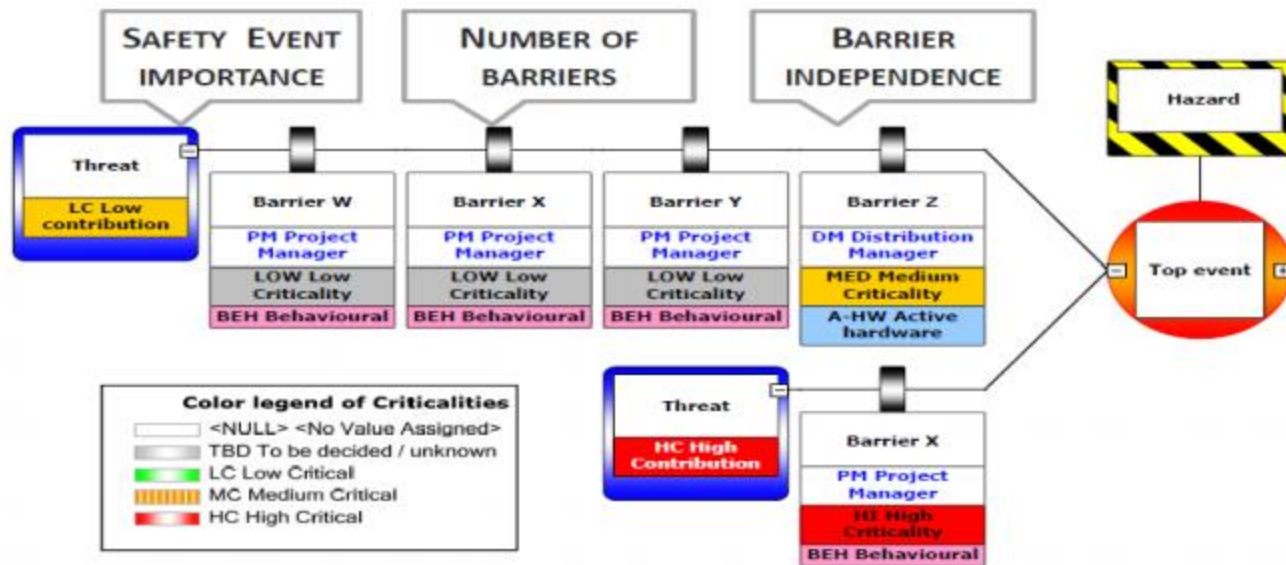 SAFETY EVENT
IMPORTANCE
NUMBER OF
BARRIERS
BARRIER
INDEPENDENCE
Hazard
Threat
LC Low
contribution
Barrier W
PM Project
Manager
LOW Low
Criticality
BEH Behavioural
Barrier X
PM Project
Manager
LOW Low
Criticality
BEH Behavioural
Barrier Y
PM Project
Manager
LOW Low
Criticality
BEH Behavioural
Barrier Z
DM Distribution
Manager
MED Medium
Criticality
A-HW Active
hardware
Top event
Threat
HC High
Contribution
Barrier X
PM Project
Manager
HI High
Criticality
BEH Behavioural
Color legend of Criticalities
<NULL> <No Value Assigned>
TBD To be decided / unknown
LC Low Critical
MC Medium Critical
HC High Critical